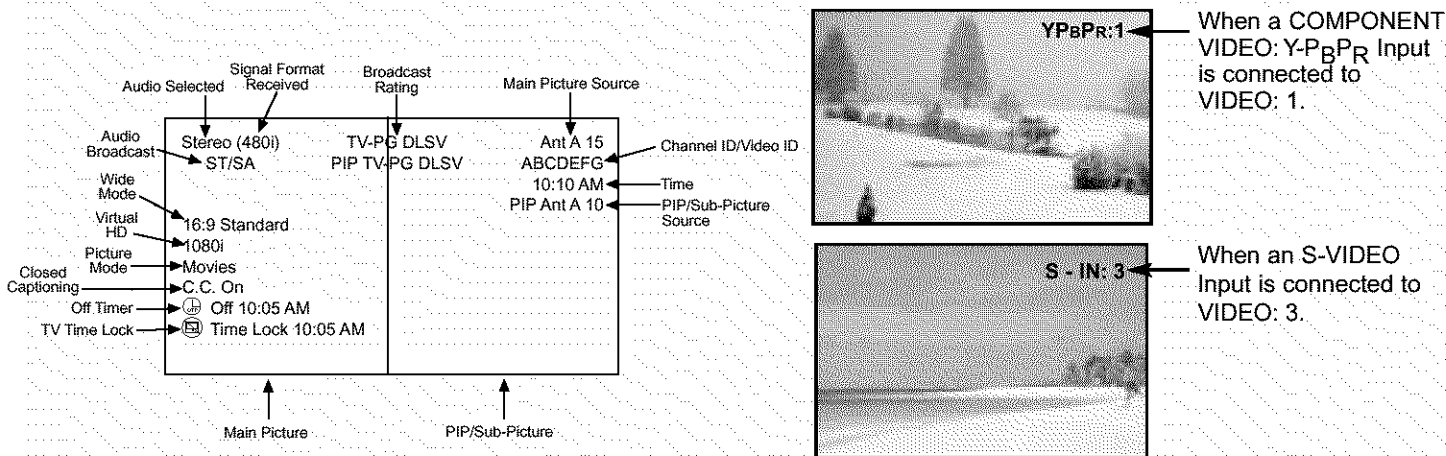 Audio Selected
Signal Format
Received
Broadcast
Rating
Main Picture Source
Audio
Broadcast
Wide
Mode
Virtual
HD
Picture
Mode
Closed
Captioning
Off Timer
TV Time Lock
Stereo (480i)
ST/SA
16:9 Standard
1080i
Movies
C.C. On
OFF
Off 10:05 AM
Time Lock 10:05 AM
TV-PG DLSV
PIP TV-PG DLSV
Ant A 15
ABCDEFG
10:10 AM
PIP Ant A 10
Channel ID/Video ID
Time
PIP/Sub-Picture
Source
Main Picture
PIP/Sub-Picture
YPBPR:1
When a COMPONENT
VIDEO: Y-PBPR Input
is connected to
VIDEO: 1.
S - IN: 3
When an S-VIDEO
Input is connected to
VIDEO: 3.